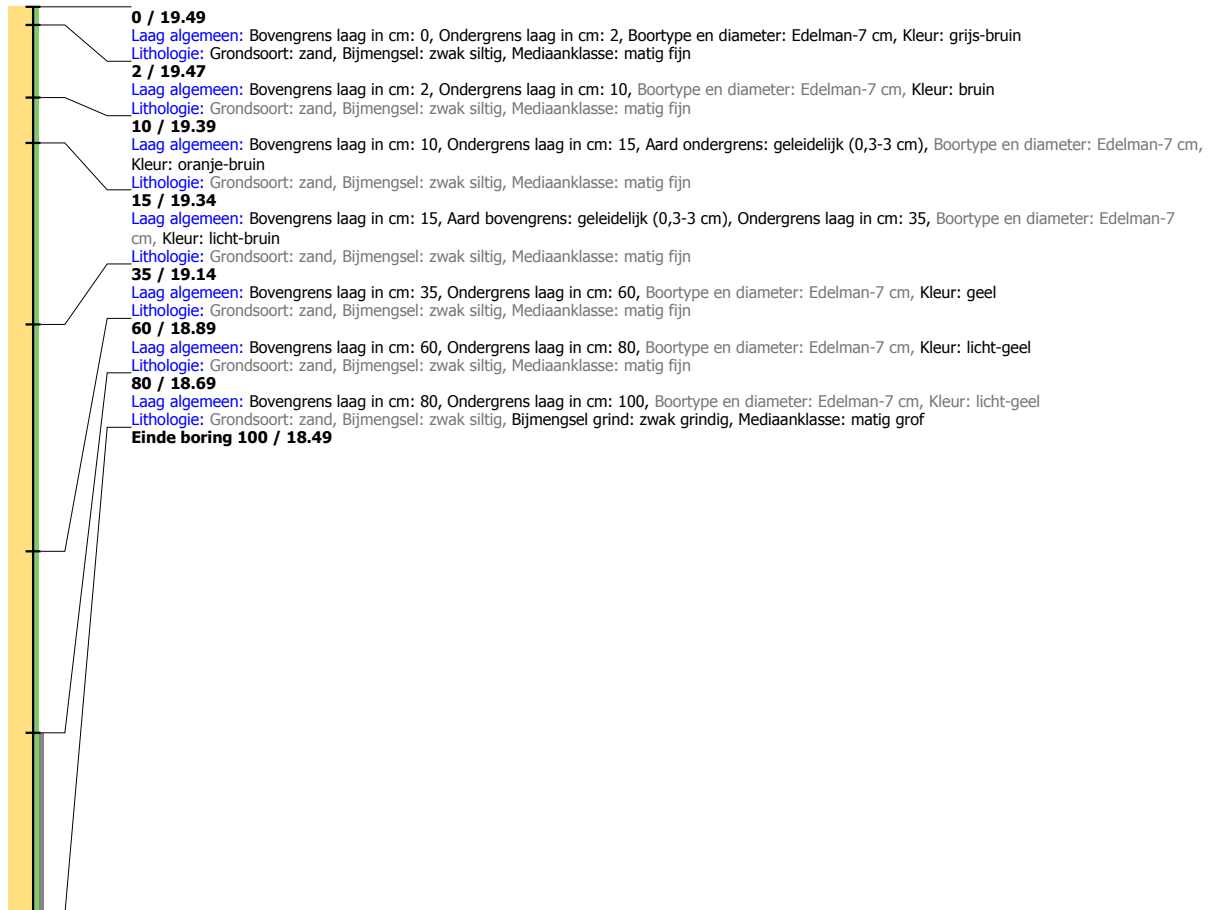 0 / 19.49
Laag algemeen: Bovengrens laag in cm: 0, Ondergrens laag in cm: 2, Boortype en diameter: Edelman-7 cm, Kleur: grijs-bruin
Lithologie: Grondsoort: zand, Bijmengsel: zwak siltig, Mediaanklasse: matig fijn
2 / 19.47
Laag algemeen: Bovengrens laag in cm: 2, Ondergrens laag in cm: 10, Boortype en diameter: Edelman-7 cm, Kleur: bruin
Lithologie: Grondsoort: zand, Bijmengsel: zwak siltig, Mediaanklasse: matig fijn
10 / 19.39
Laag algemeen: Bovengrens laag in cm: 10, Ondergrens laag in cm: 15, Aard ondergrens: geleidelijk (0,3-3 cm), Boortype en diameter: Edelman-7 cm,
Kleur: oranje-bruin
Lithologie: Grondsoort: zand, Bijmengsel: zwak siltig, Mediaanklasse: matig fijn
15 / 19.34
Laag algemeen: Bovengrens laag in cm: 15, Aard bovengrens: geleidelijk (0,3-3 cm), Ondergrens laag in cm: 35, Boortype en diameter: Edelman-7
cm, Kleur: licht-bruin
Lithologie: Grondsoort: zand, Bijmengsel: zwak siltig, Mediaanklasse: matig fijn
35 / 19.14
Laag algemeen: Bovengrens laag in cm: 35, Ondergrens laag in cm: 60, Boortype en diameter: Edelman-7 cm, Kleur: geel
Lithologie: Grondsoort: zand, Bijmengsel: zwak siltig, Mediaanklasse: matig fijn
60 / 18.89
Laag algemeen: Bovengrens laag in cm: 60, Ondergrens laag in cm: 80, Boortype en diameter: Edelman-7 cm, Kleur: licht-geel
Lithologie: Grondsoort: zand, Bijmengsel: zwak siltig, Mediaanklasse: matig fijn
80 / 18.69
Laag algemeen: Bovengrens laag in cm: 80, Ondergrens laag in cm: 100, Boortype en diameter: Edelman-7 cm, Kleur: licht-geel
Lithologie: Grondsoort: zand, Bijmengsel: zwak siltig, Bijmengsel grind: zwak grindig, Mediaanklasse: matig grof
Einde boring 100 / 18.49